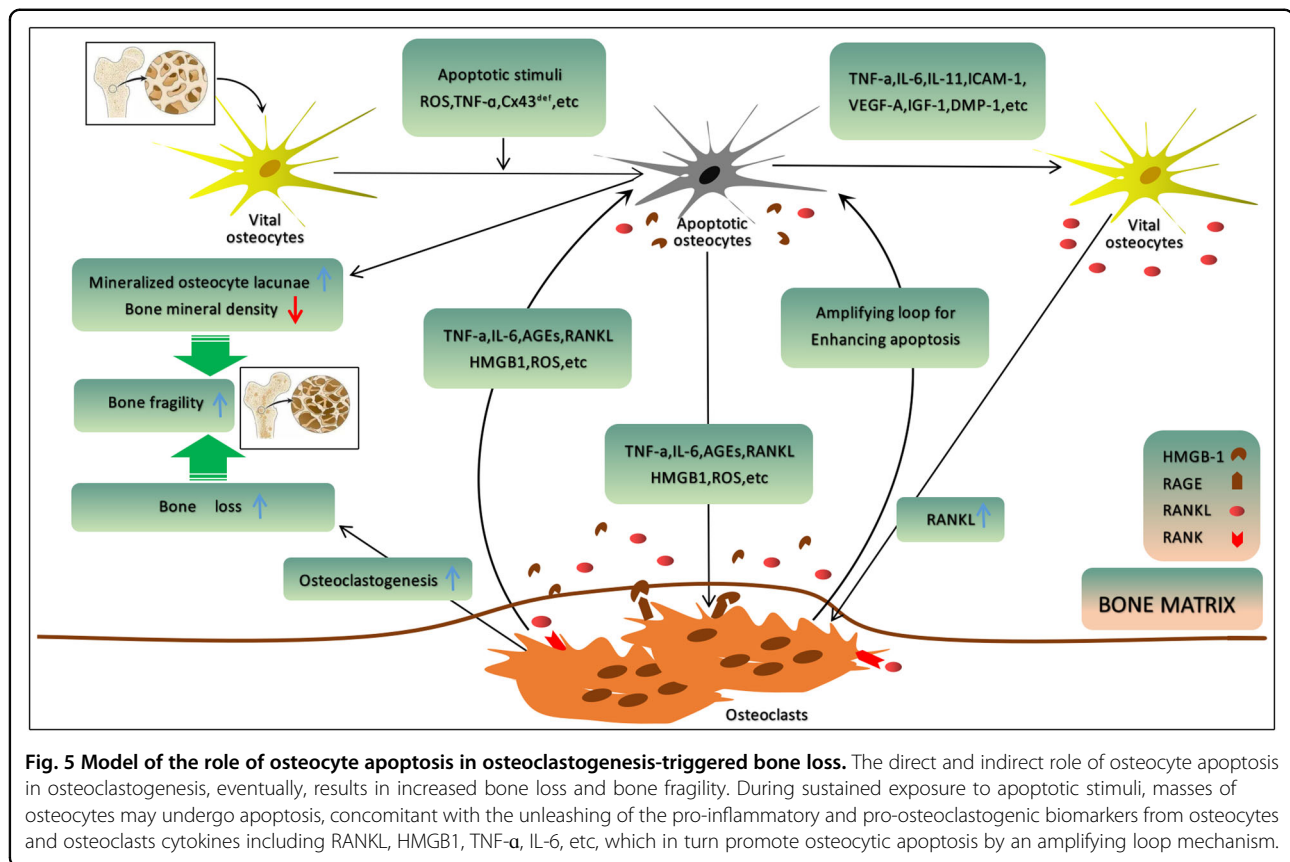 Apoptotic stimuli
ROS,TNF-α,Cx43ᵈᵉᶠ,etc
TNF-a,IL-6,IL-11,ICAM-1,
VEGF-A,IGF-1,DMP-1,etc
Vital
osteocytes
Apoptotic
osteocytes
Vital
osteocytes
Mineralized osteocyte lacunae
Bone mineral density
TNF-a,IL-6,AGEs,RANKL
HMGB1,ROS,etc
Amplifying loop for
Enhancing apoptosis
Bone fragility
TNF-a,IL-6,AGEs,RANKL
HMGB1,ROS,etc
HMGB-1
RAGE
RANKL
RANK
Bone loss
RANKL
Osteoclastogenesis
BONE MATRIX
Osteoclasts
Fig. 5 Model of the role of osteocyte apoptosis in osteoclastogenesis-triggered bone loss. The direct and indirect role of osteocyte apoptosis
in osteoclastogenesis, eventually, results in increased bone loss and bone fragility. During sustained exposure to apoptotic stimuli, masses of
osteocytes may undergo apoptosis, concomitant with the unleashing of the pro-inflammatory and pro-osteoclastogenic biomarkers from osteocytes
and osteoclasts cytokines including RANKL, HMGB1, TNF-α, IL-6, etc, which in turn promote osteocytic apoptosis by an amplifying loop mechanism.